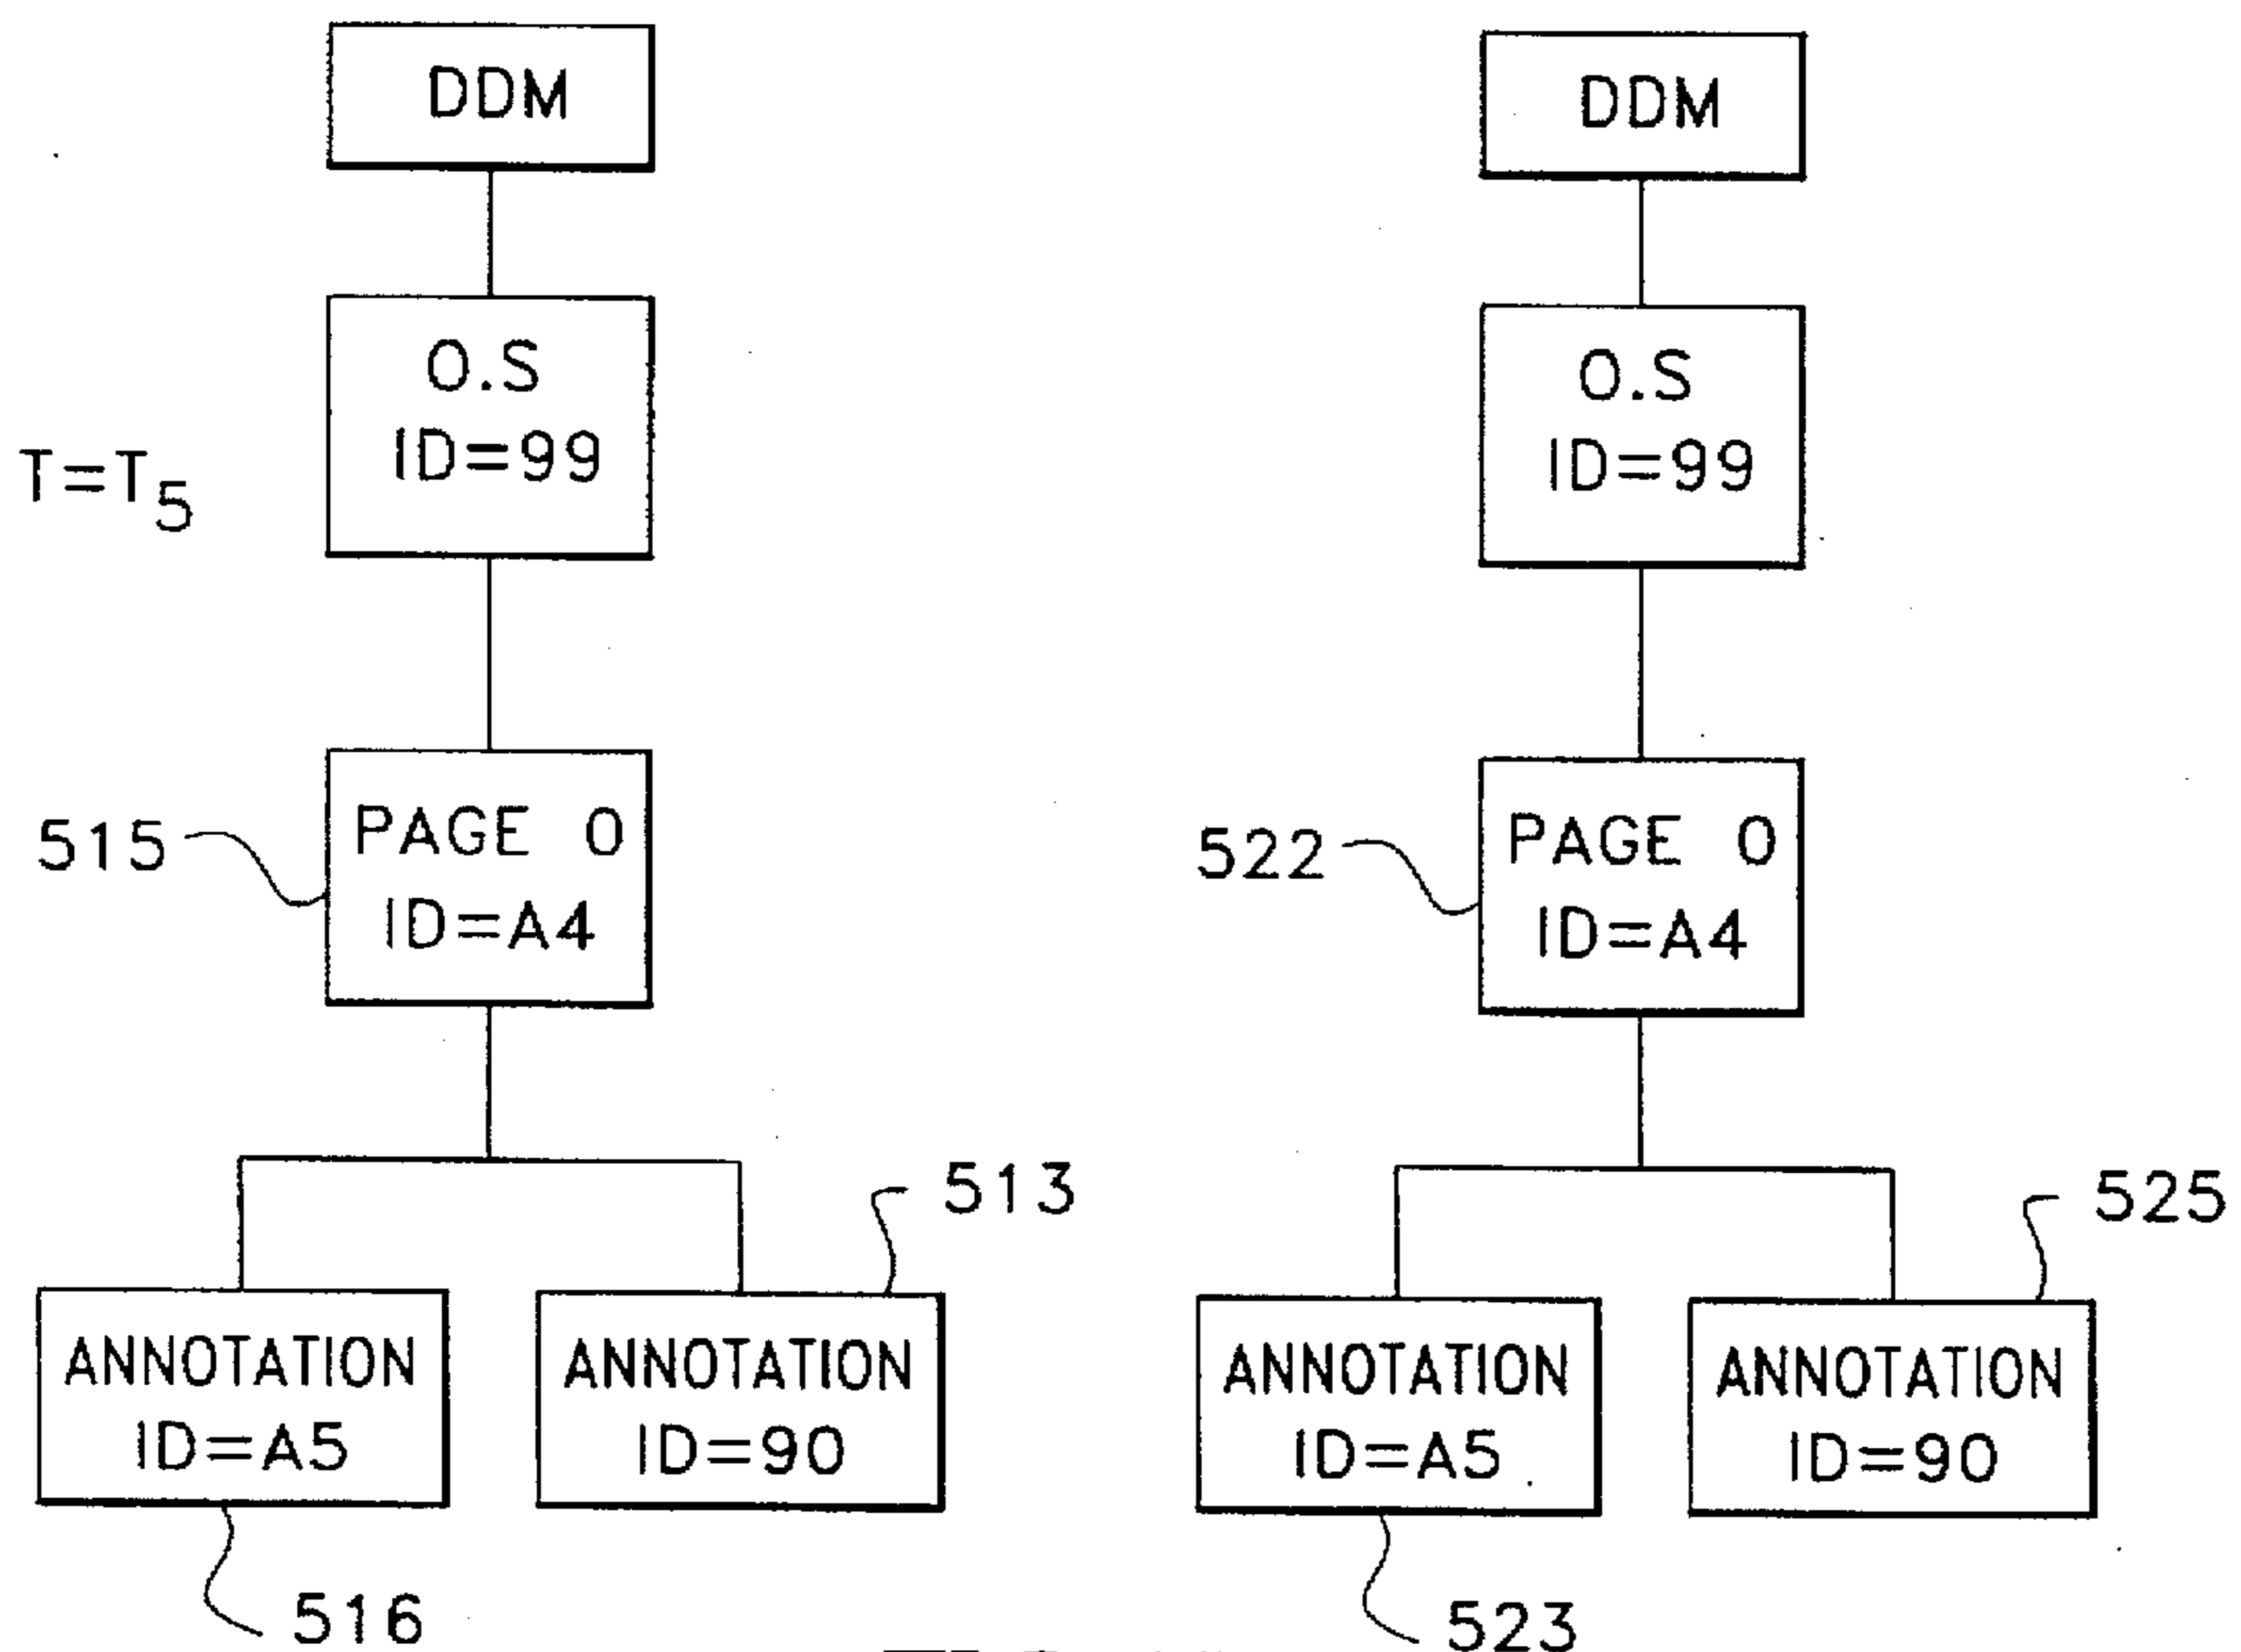 DDM
O.S
ID=99
T=T5
515
PAGE 0
ID=A4
513
ANNOTATION
ID=A5
ANNOTATION
ID=90
516
DDM
O.S
ID=99
522
PAGE 0
ID=A4
525
ANNOTATION
ID=A5
ANNOTATION
ID=90
523